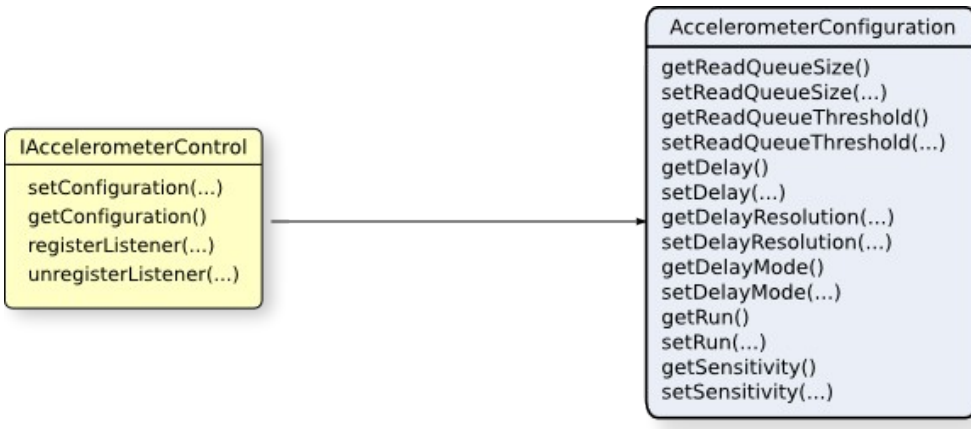 IAccelerometerControl
setConfiguration(...)
getConfiguration()
registerListener(...)
unregisterListener(...)
AccelerometerConfiguration
getReadQueueSize()
setReadQueueSize(...)
getReadQueueThreshold()
setReadQueueThreshold(...)
getDelay()
setDelay(...)
getDelayResolution(...)
setDelayResolution(...)
getDelayMode()
setDelayMode(...)
getRun()
setRun(...)
getSensitivity()
setSensitivity(...)